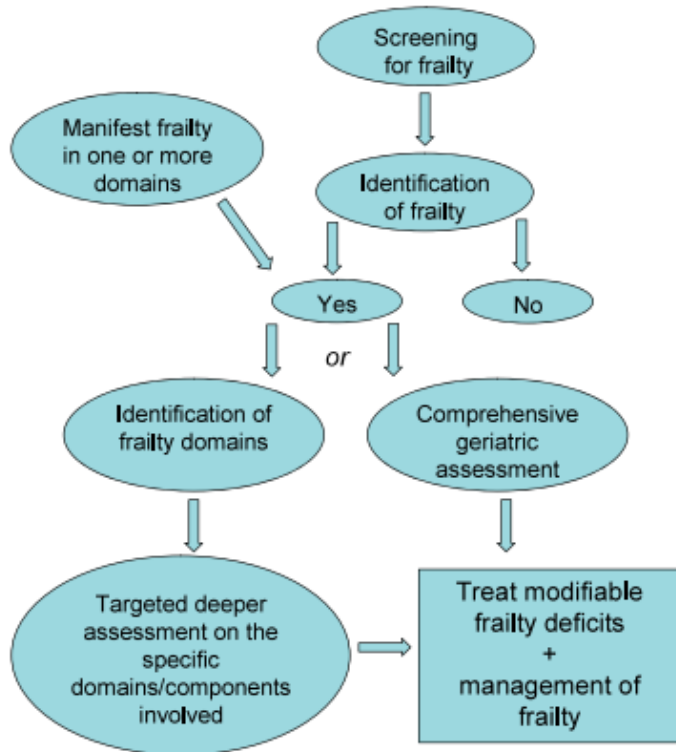 Screening
for frailty
Manifest frailty
in one or more
domains
Identification
of frailty
Yes
No
or
Identification of
frailty domains
Comprehensive
geriatric
assessment
Targeted deeper
assessment on the
specific
domains/components
involved
Treat modifiable
frailty deficits
+
management of
frailty